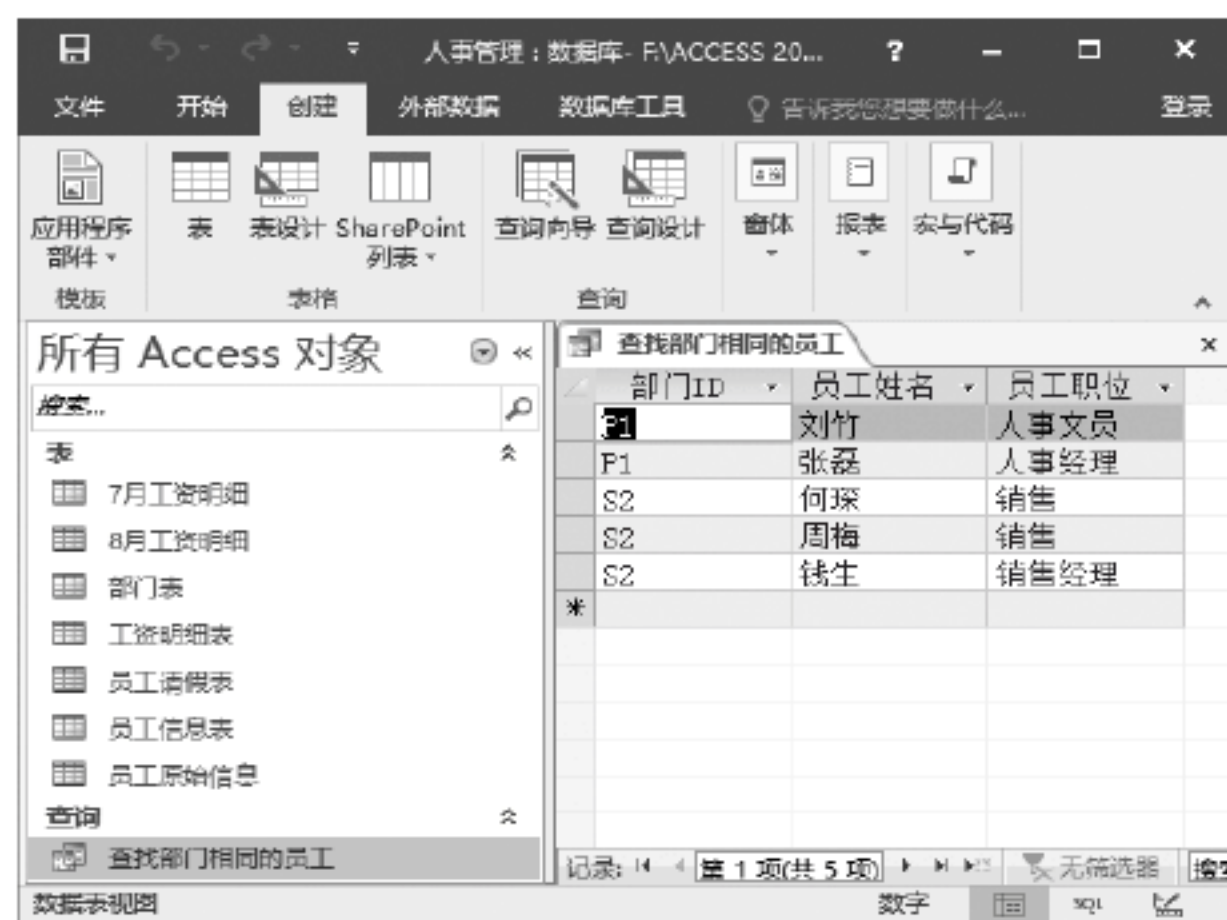 人事管理：数据库- F:\ACCESS 20... ?
文件 开始 创建 外部数据 数据库工具 告诉我您想要做什么... 登录
应用程序部件 表 表设计 SharePoint 列表 查询向导 查询设计 窗体 报表 宏与代码
模板 表格 查询
所有 Access 对象
搜索...
表
7月工资明细
8月工资明细
部门表
工资明细表
员工请假表
员工信息表
员工原始信息
查询
查找部门相同的员工
查找部门相同的员工
部门ID 员工姓名 员工职位
P1 刘竹 人事文员
P1 张磊 人事经理
S2 何琛 销售
S2 周梅 销售
S2 钱生 销售经理
记录: 第 1 项(共 5 项) 无筛选器 搜索
数据表视图 数字 SQL